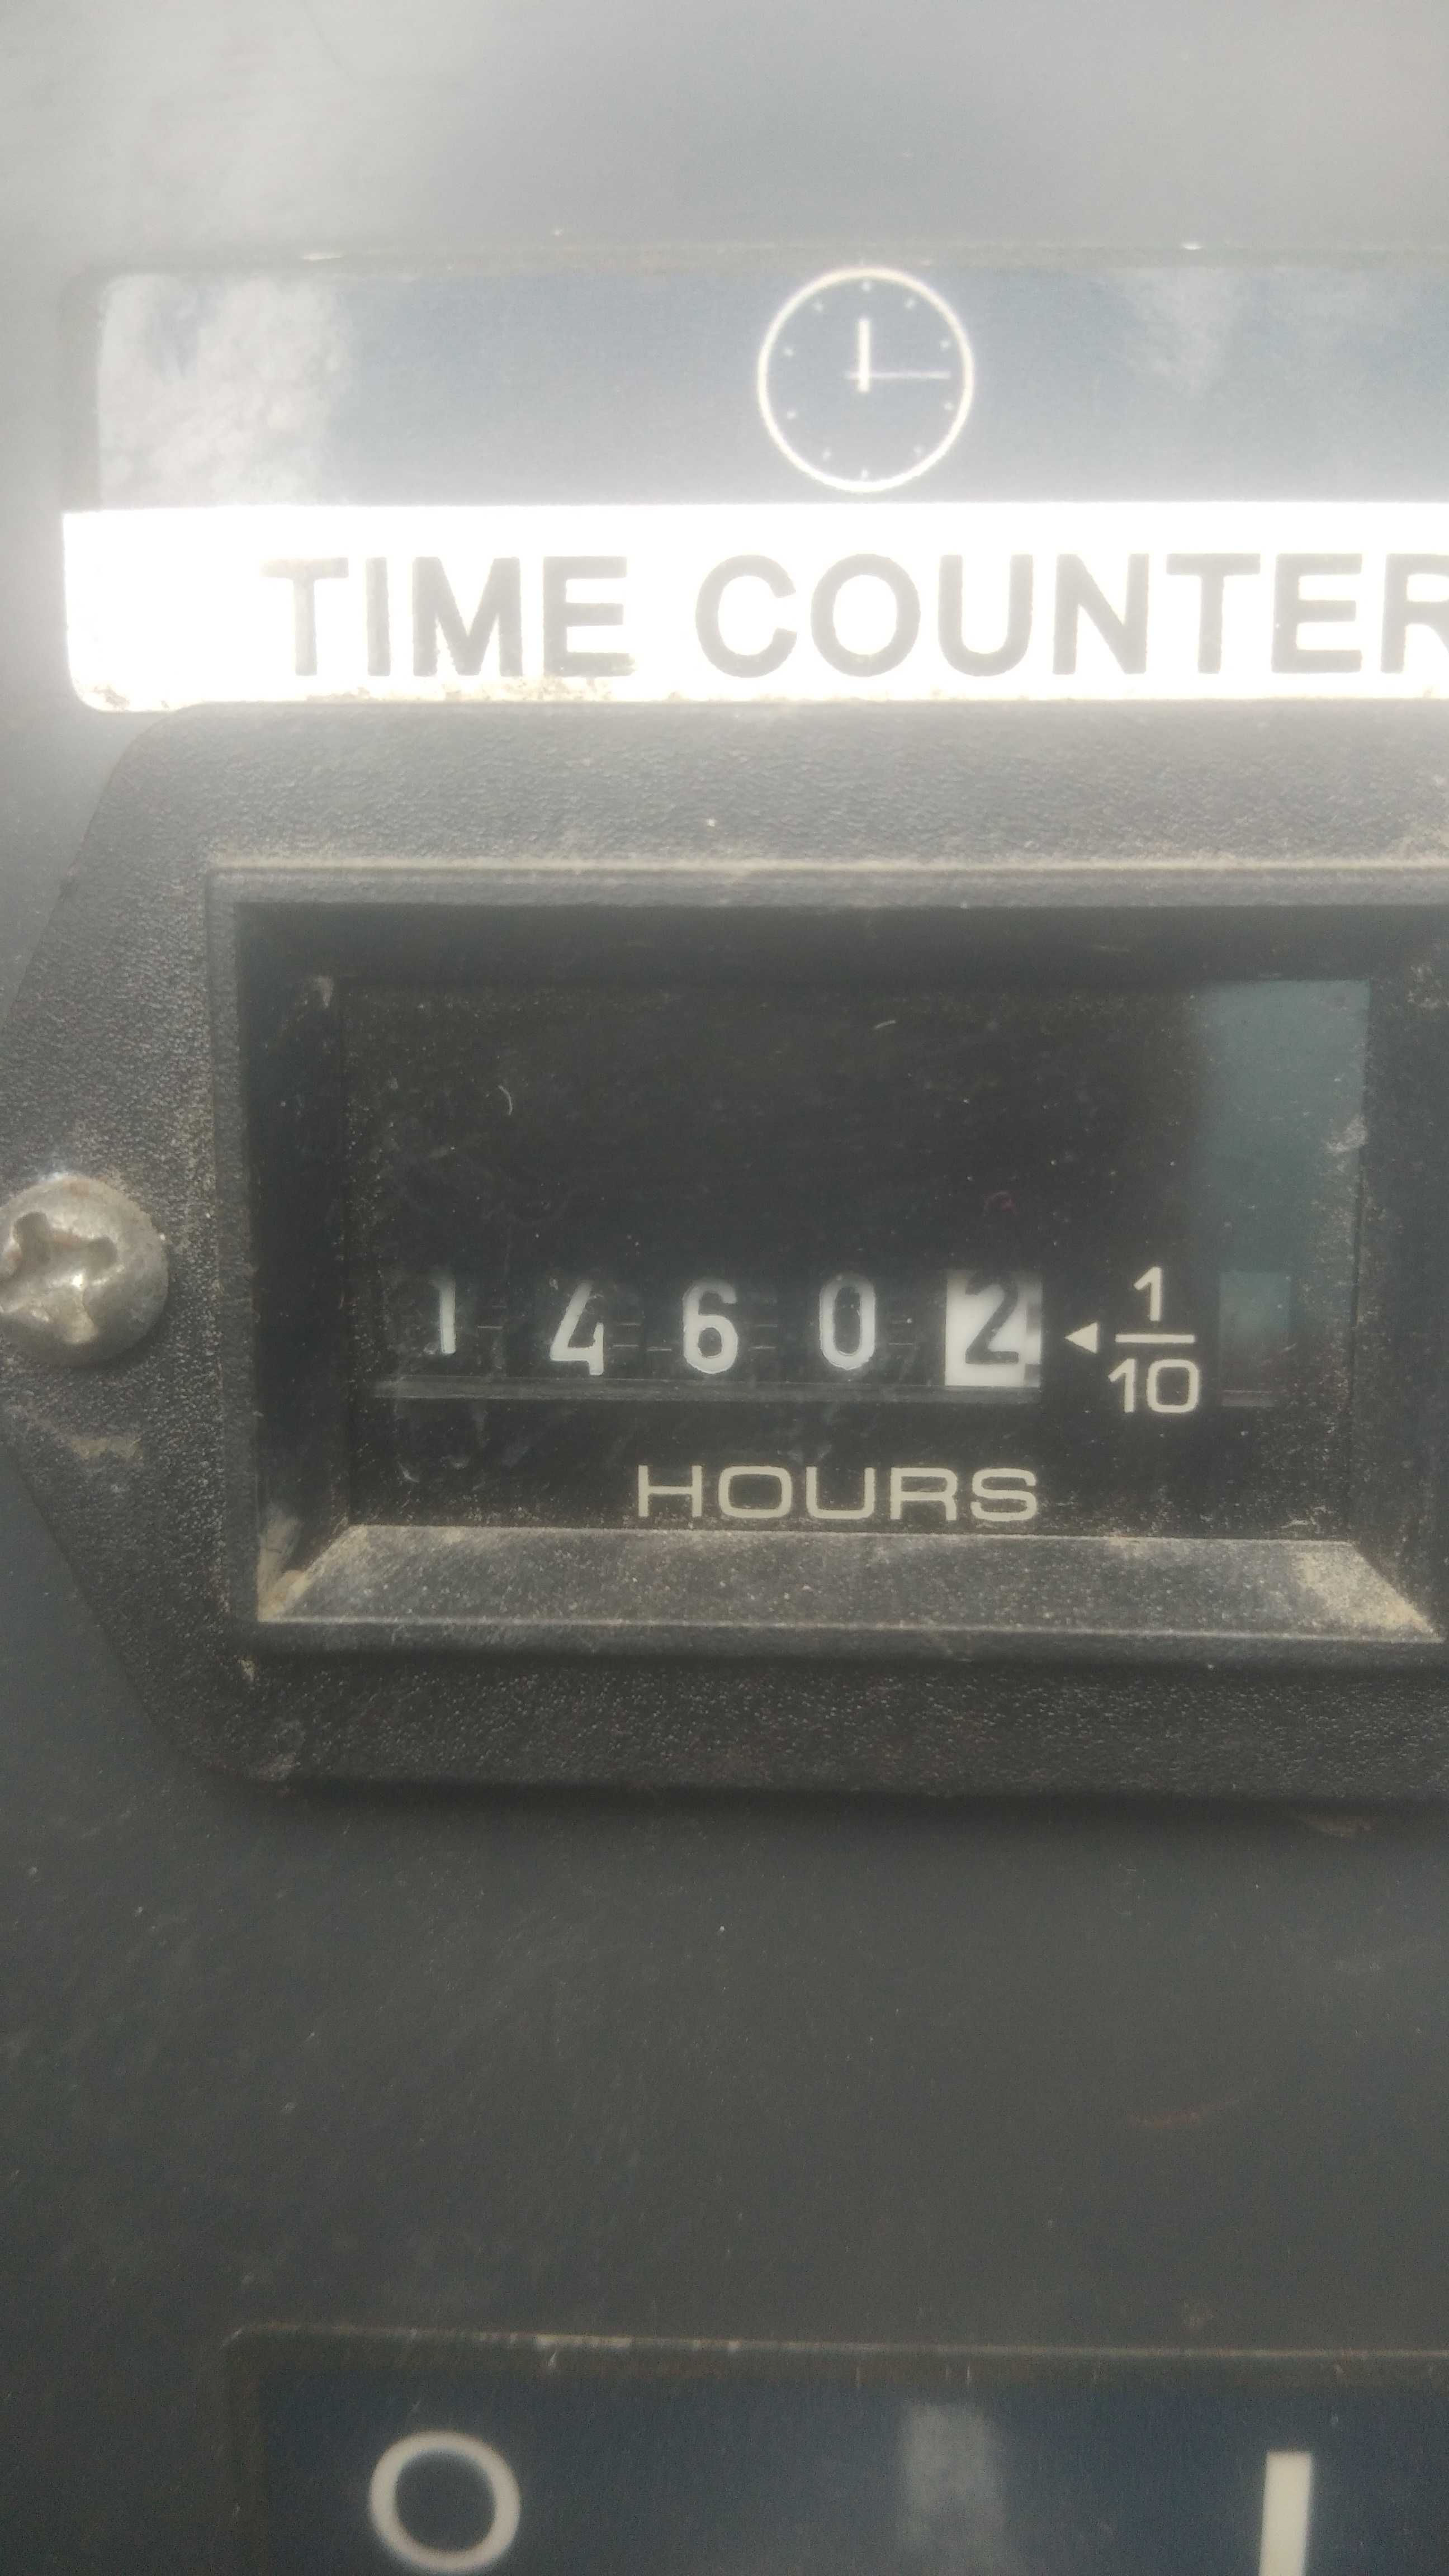 TIME COUNTER
1 4 6 0 2 ◄ 1/10
HOURS
O I